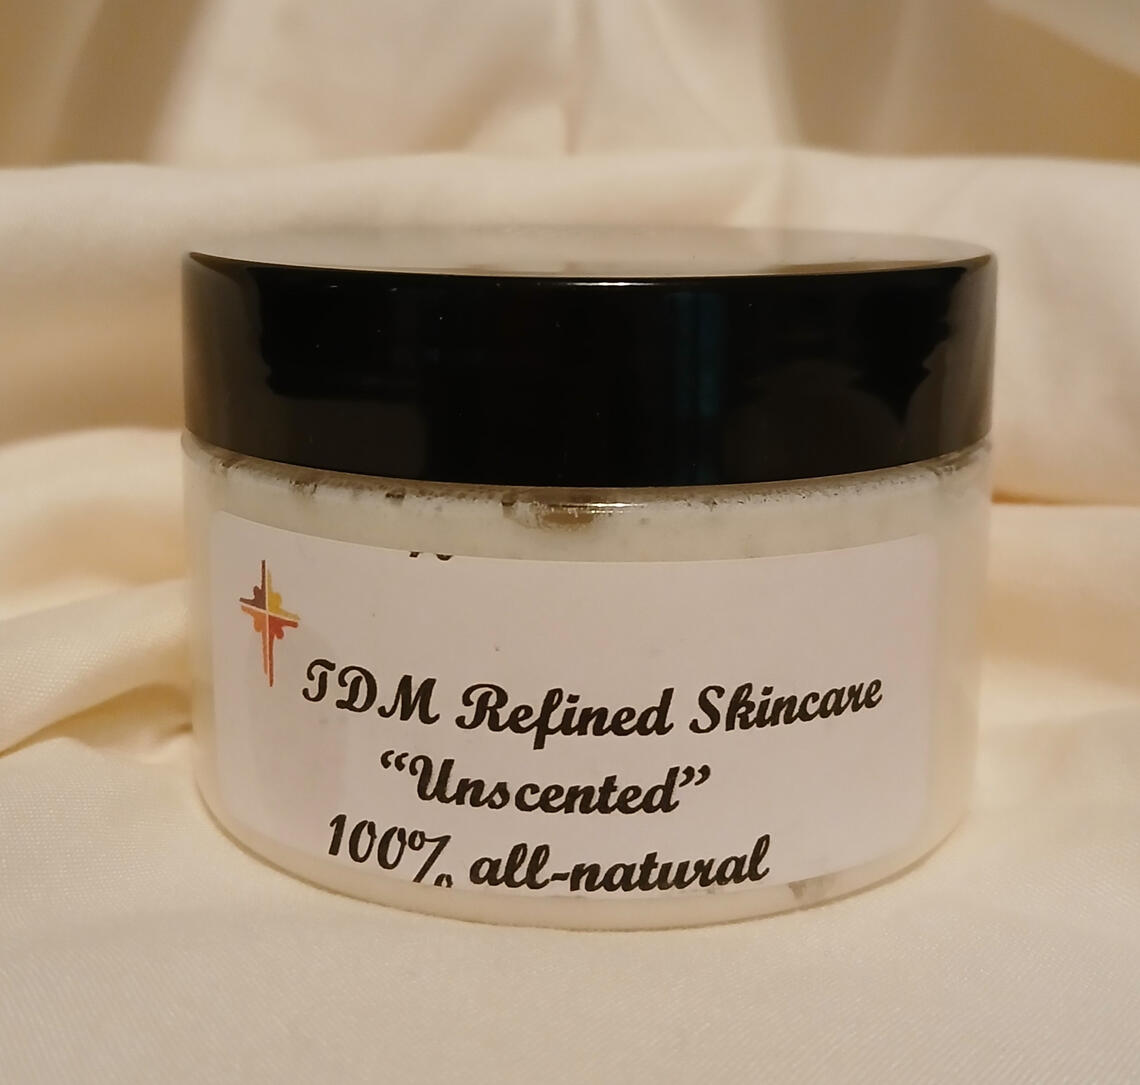 TDM Refined Skincare
“Unscented”
100% all-natural